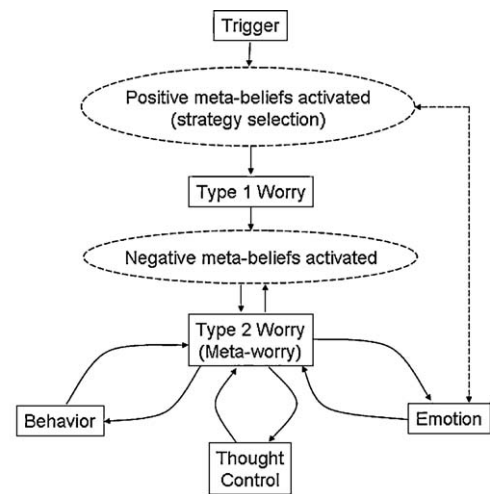 Trigger
Positive meta-beliefs activated
(strategy selection)
Type 1 Worry
Negative meta-beliefs activated
Type 2 Worry
(Meta-worry)
Behavior
Emotion
Thought
Control